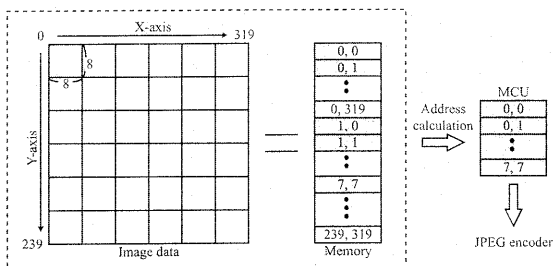 X-axis
0
319
8
8
Y-axis
239
Image data
0, 0
0, 1
0, 319
1, 0
1, 1
7, 7
239, 319
Memory
Address
calculation
MCU
0, 0
0, 1
7, 7
JPEG encoder